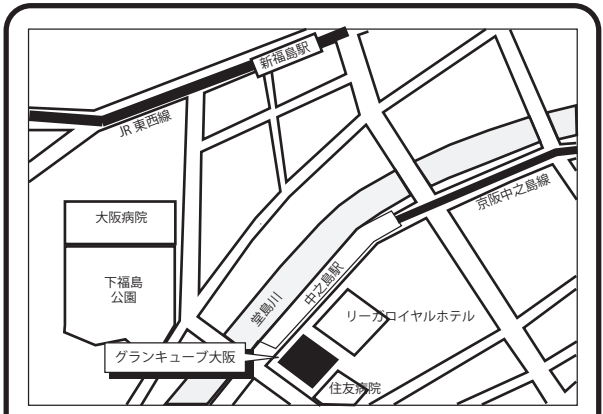 新福島駅
JR 東西線
京阪中之島線
大阪病院
下福島
公園
堂島川
中之島駅
リーガロイヤルホテル
グランキューブ大阪
住友病院